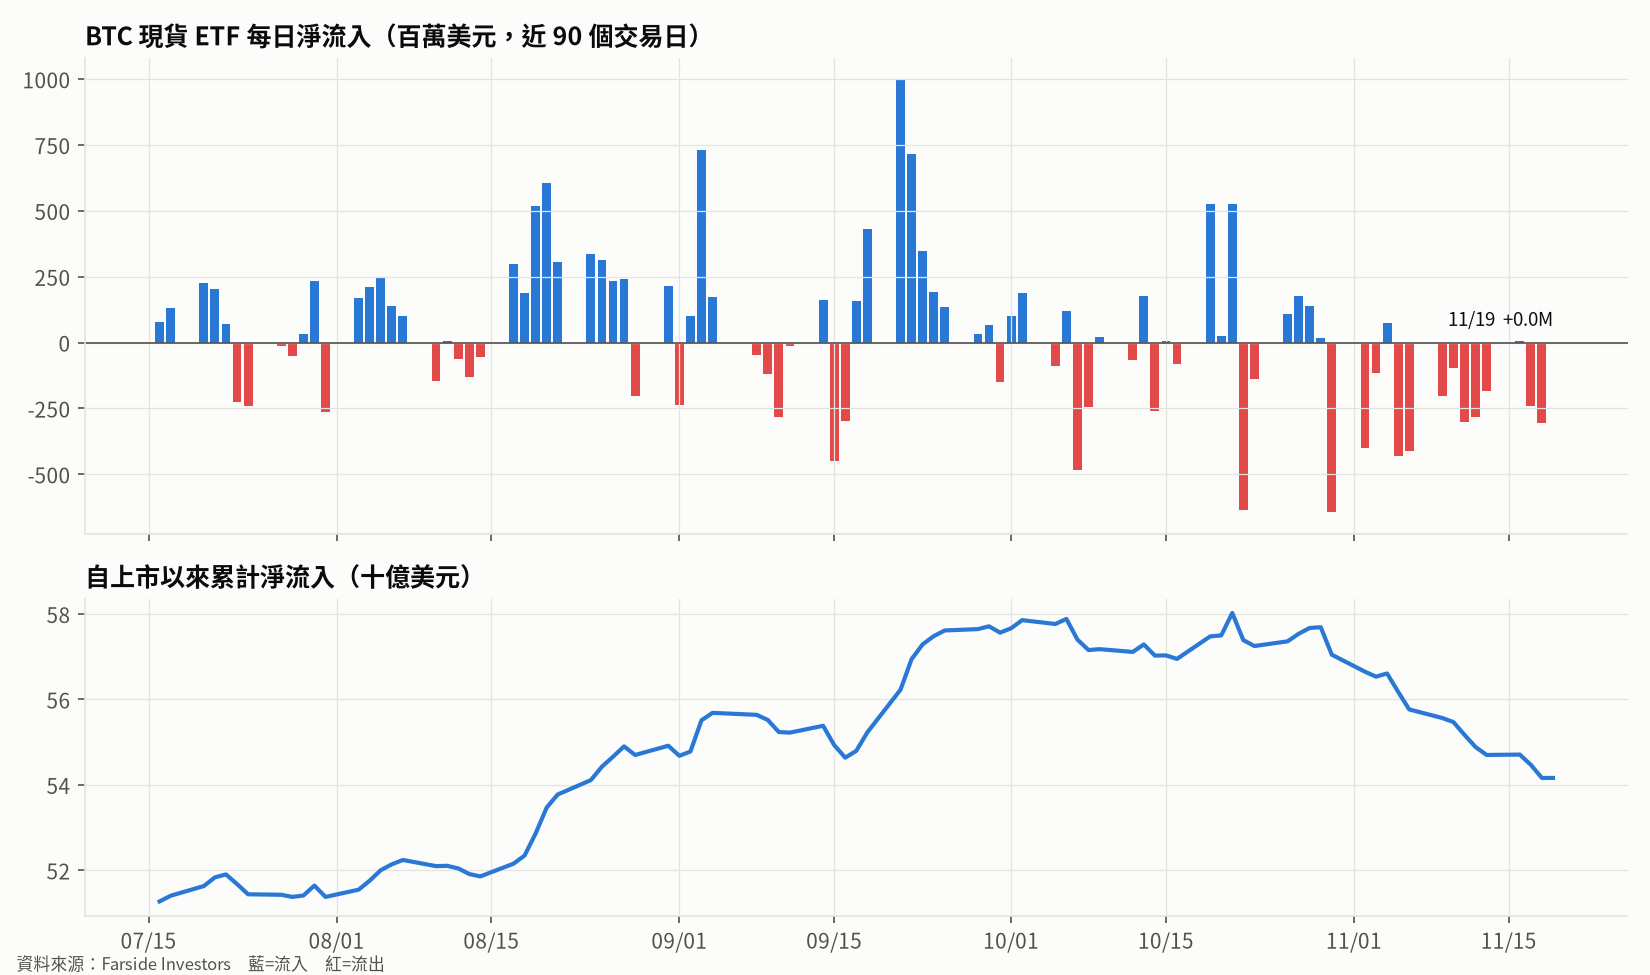 BTC 現貨 ETF 每日淨流入（百萬美元，近 90 個交易日）
1000
750
500
250
0
-250
-500
11/19 +0.0M
自上市以來累計淨流入（十億美元）
58
56
54
52
07/15 08/01 08/15 09/01 09/15 10/01 10/15 11/01 11/15
資料來源：Farside Investors 藍=流入 紅=流出